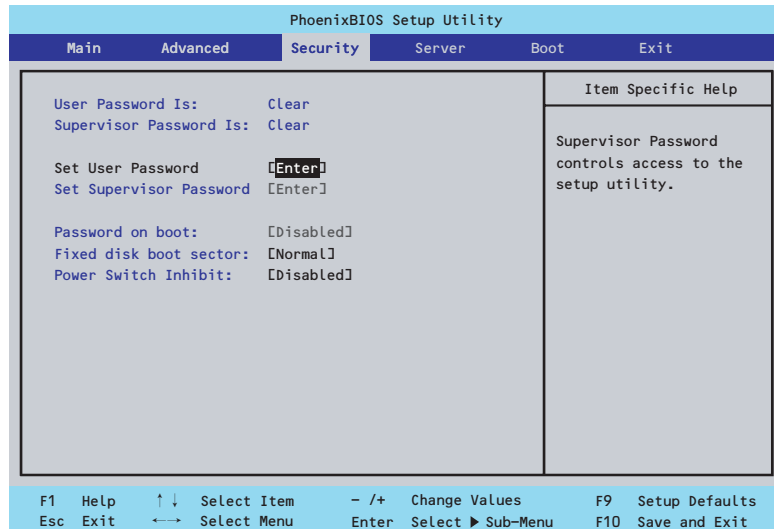 PhoenixBIOS Setup Utility
Main Advanced Security Server Boot Exit
User Password Is: Clear
Supervisor Password Is: Clear
Set User Password [Enter]
Set Supervisor Password [Enter]
Password on boot: [Disabled]
Fixed disk boot sector: [Normal]
Power Switch Inhibit: [Disabled]
Item Specific Help
Supervisor Password
controls access to the
setup utility.
F1 Help ↑↓ Select Item – /+ Change Values F9 Setup Defaults
Esc Exit ←→ Select Menu Enter Select ▶ Sub-Menu F10 Save and Exit